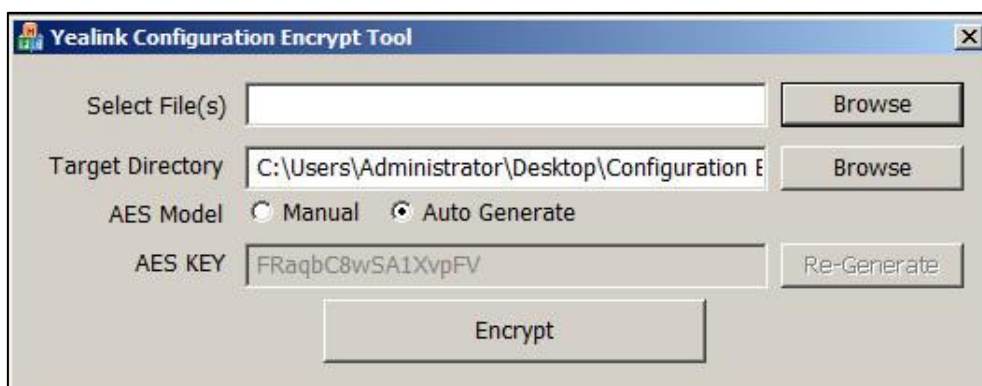 Yealink Configuration Encrypt Tool
Select File(s) Browse
Target Directory C:\Users\Administrator\Desktop\Configuration E Browse
AES Model Manual Auto Generate
AES KEY FRaqbC8wSA1XvpFV Re-Generate
Encrypt